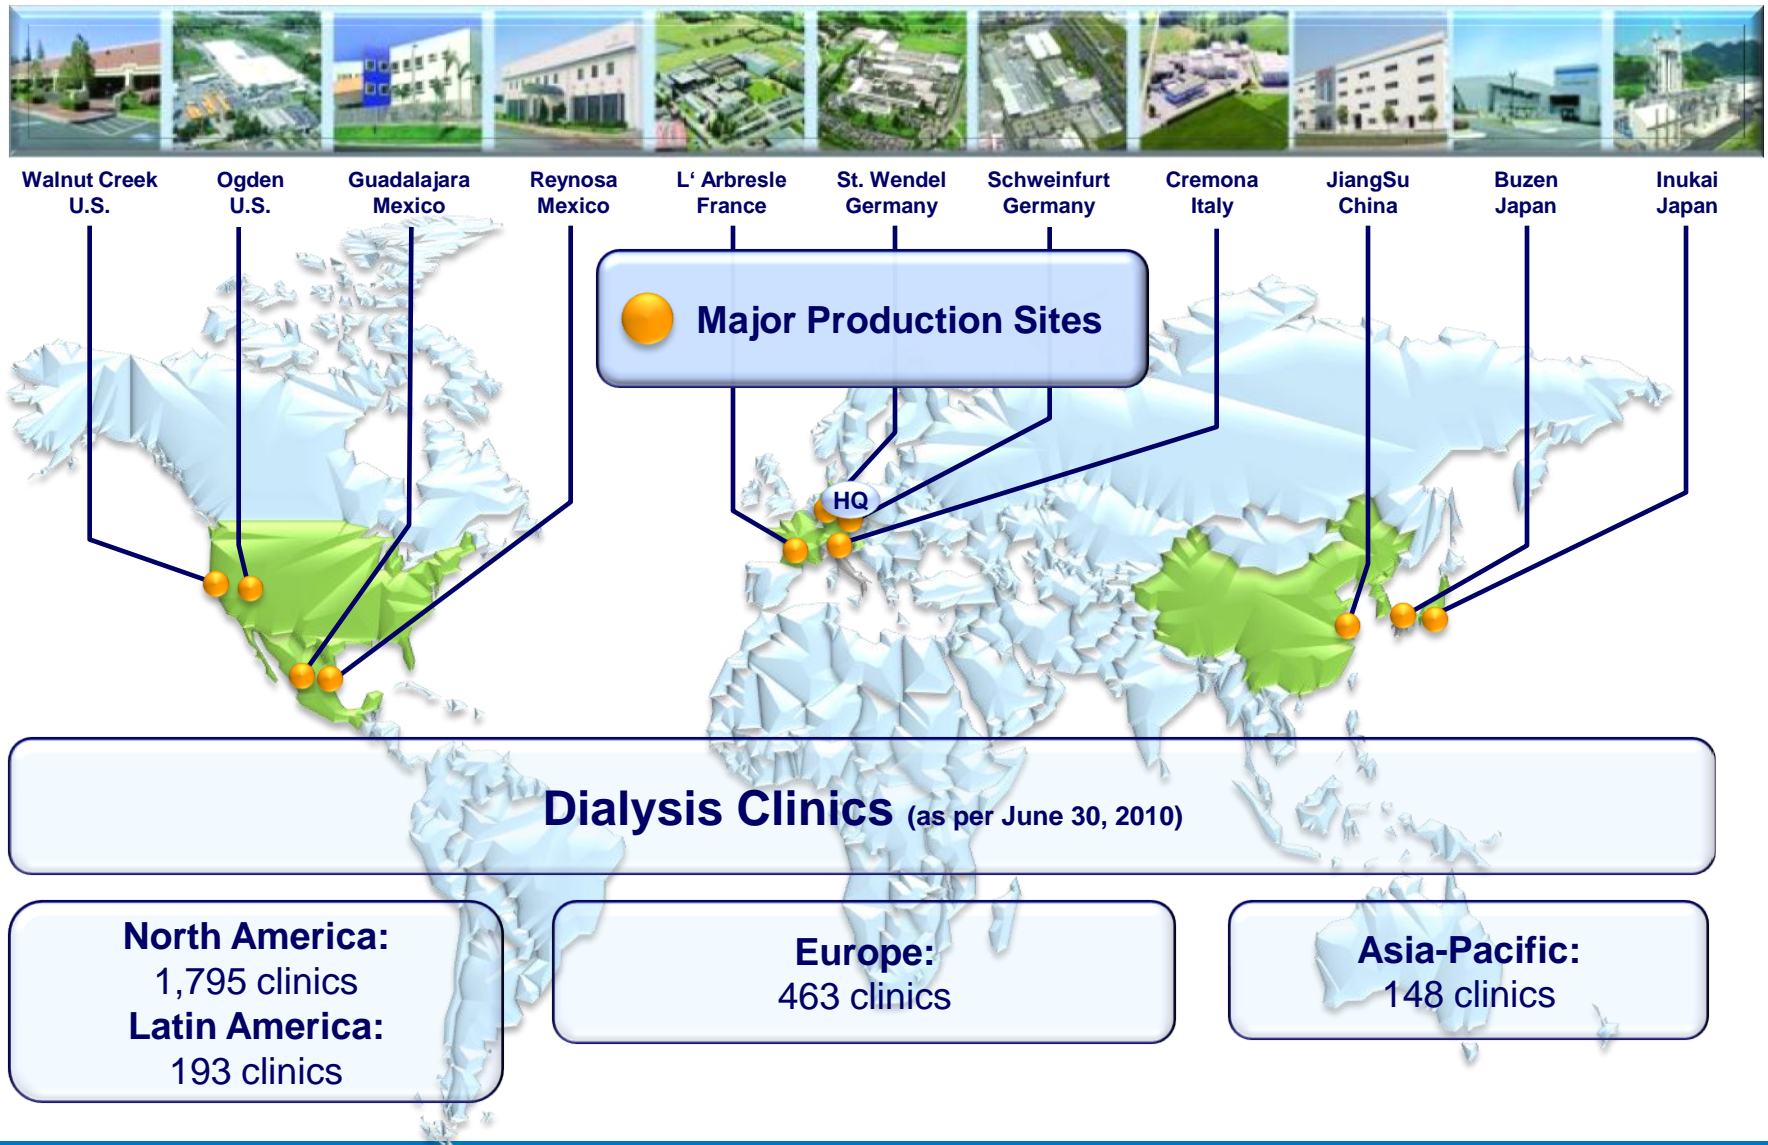 Walnut Creek
U.S.
Ogden
U.S.
Guadalajara
Mexico
Reynosa
Mexico
L‘ Arbresle
France
St. Wendel
Germany
Schweinfurt
Germany
Cremona
Italy
JiangSu
China
Buzen
Japan
Inukai
Japan
Major Production Sites
HQ
Dialysis Clinics (as per June 30, 2010)
North America:
1,795 clinics
Latin America:
193 clinics
Europe:
463 clinics
Asia-Pacific:
148 clinics